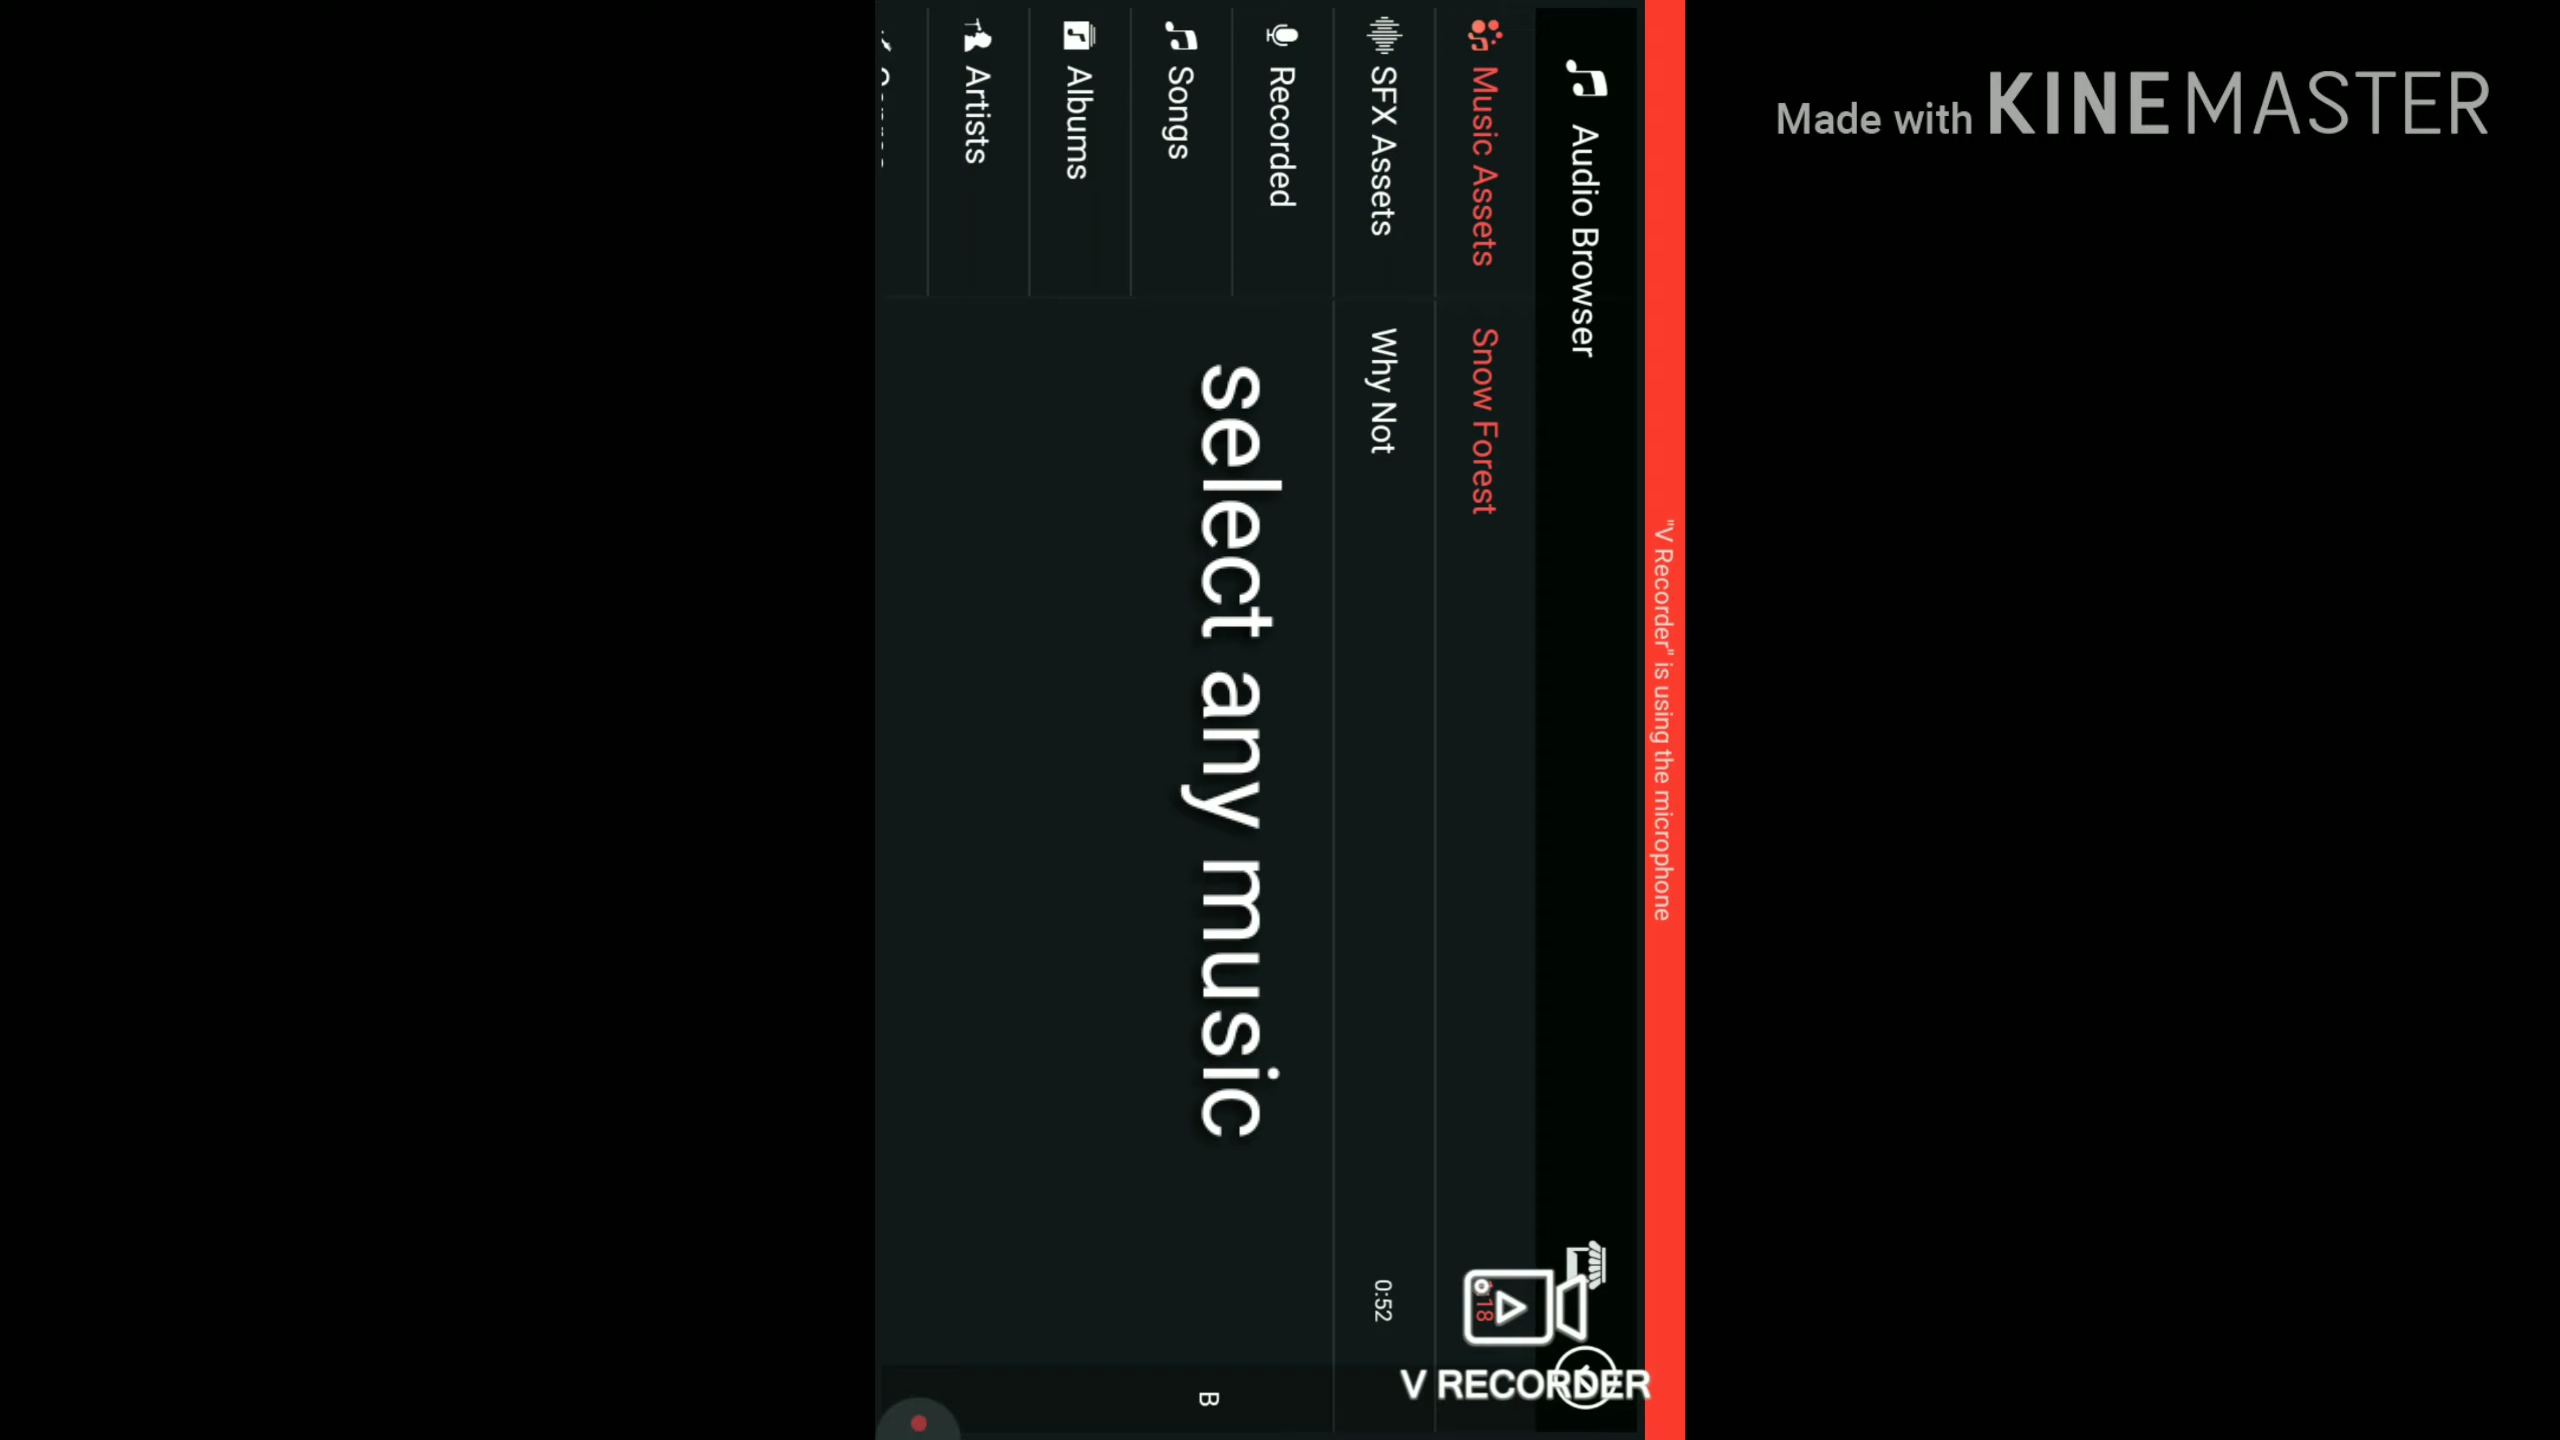 Made with KINEMASTER
"V Recorder" is using the microphone
Audio Browser
Music Assets
Snow Forest
SFX Assets
Why Not
0:52
Recorded
Songs
Albums
Artists
select any music
B
V RECORDER